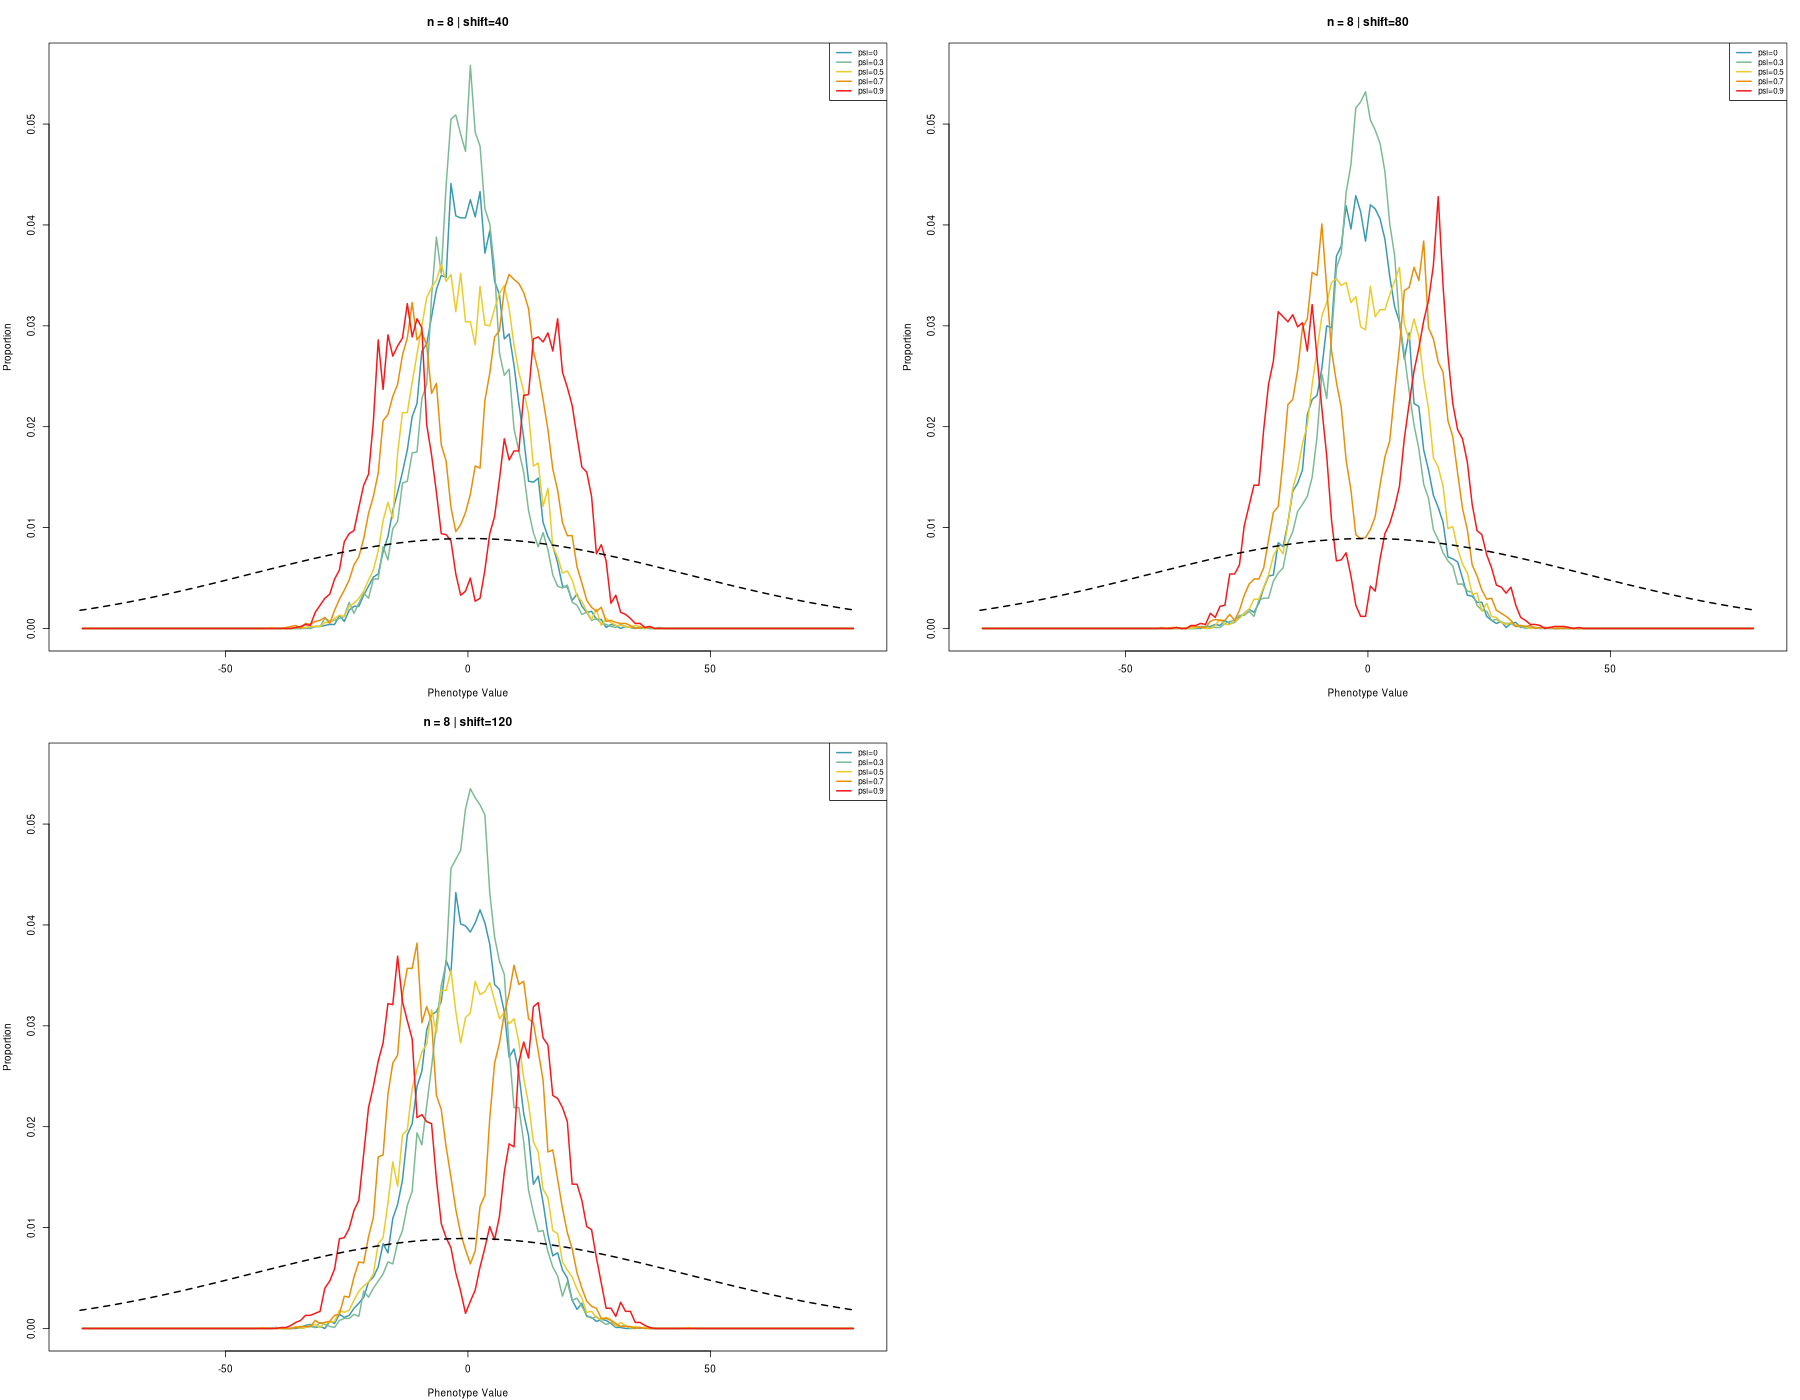 n = 8 | shift=40
psi=0
psi=0.3
psi=0.5
psi=0.7
psi=0.9
Proportion
0.05
0.04
0.03
0.02
0.01
0.00
-50
0
50
Phenotype Value
n = 8 | shift=80
psi=0
psi=0.3
psi=0.5
psi=0.7
psi=0.9
Proportion
0.05
0.04
0.03
0.02
0.01
0.00
-50
0
50
Phenotype Value
n = 8 | shift=120
psi=0
psi=0.3
psi=0.5
psi=0.7
psi=0.9
Proportion
0.05
0.04
0.03
0.02
0.01
0.00
-50
0
50
Phenotype Value